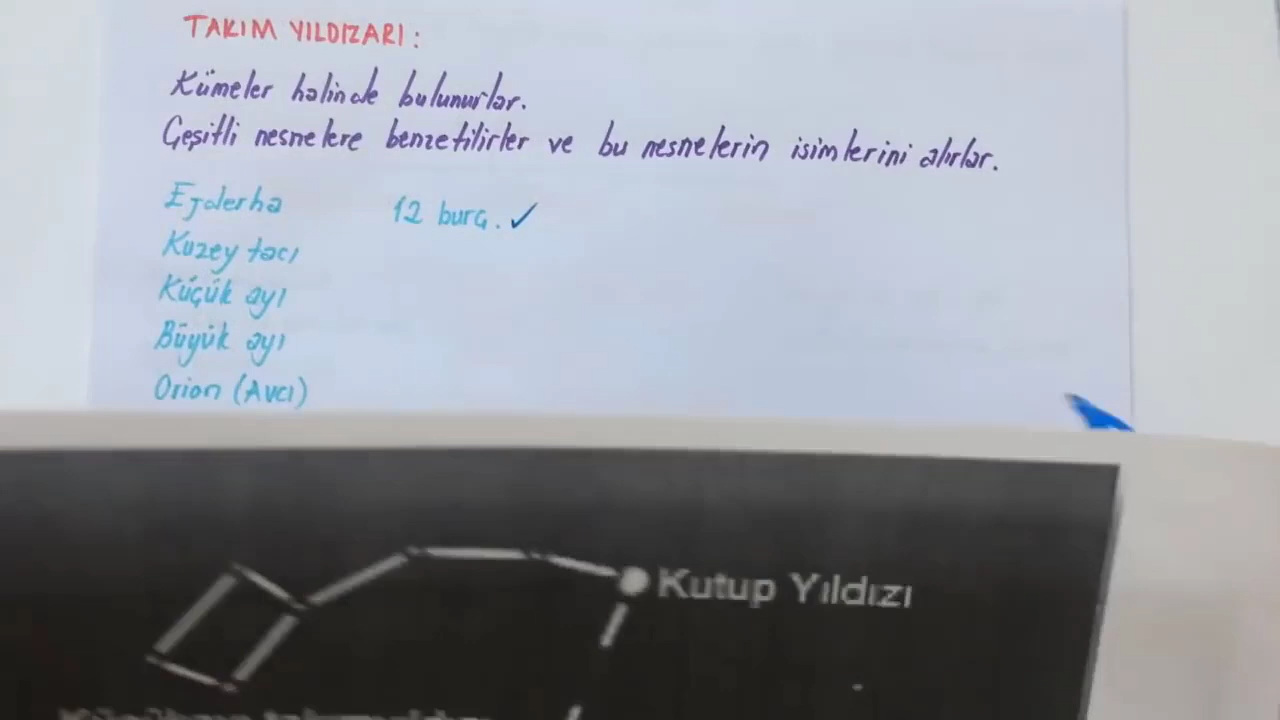 TAKIM YILDIZARI:
Kümeler halinde bulunurlar.
Çeşitli nesnelere benzetilirler ve bu nesnelerin isimlerini alırlar.
Ejderha
12 burç. ✓
Kuzey tacı
Küçük ayı
Büyük ayı
Orion (Avcı)
Kutup Yıldızı